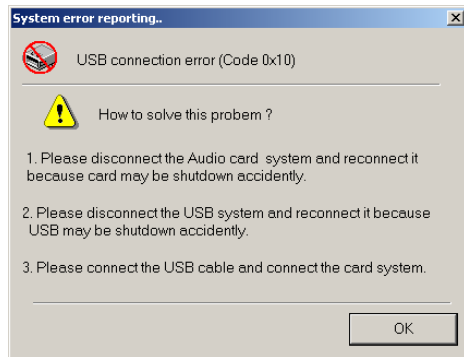 System error reporting..
USB connection error (Code 0x10)
How to solve this probem ?
1. Please disconnect the Audio card system and reconnect it
because card may be shutdown accidently.
2. Please disconnect the USB system and reconnect it because
USB may be shutdown accidently.
3. Please connect the USB cable and connect the card system.
OK